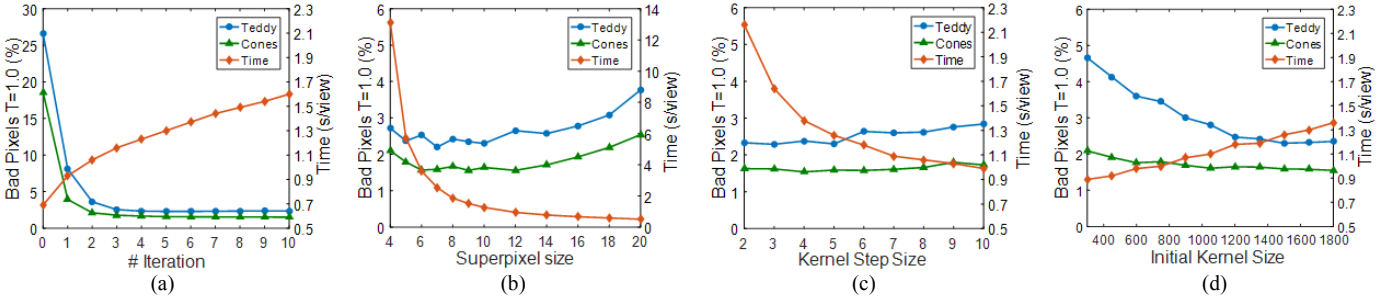 Bad Pixels T=1.0 (%)
30
25
20
15
10
5
0
0 1 2 3 4 5 6 7 8 9 10
# Iteration
2.3
2.1
1.9
1.7
1.5
1.3
1.1
0.9
0.7
0.5
Time (s/view)
Teddy
Cones
Time
(a)
Bad Pixels T=1.0 (%)
6
5
4
3
2
1
0
4 6 8 10 12 14 16 18 20
Superpixel size
14
12
10
8
6
4
2
0
Time (s/view)
Teddy
Cones
Time
(b)
Bad Pixels T=1.0 (%)
6
5
4
3
2
1
0
2 3 4 5 6 7 8 9 10
Kernel Step Size
2.3
2.1
1.9
1.7
1.5
1.3
1.1
0.9
0.7
0.5
Time (s/view)
Teddy
Cones
Time
(c)
Bad Pixels T=1.0 (%)
6
5
4
3
2
1
0
400 600 800 1000 1200 1400 1600 1800
Initial Kernel Size
2.3
2.1
1.9
1.7
1.5
1.3
1.1
0.9
0.7
0.5
Time (s/view)
Teddy
Cones
Time
(d)